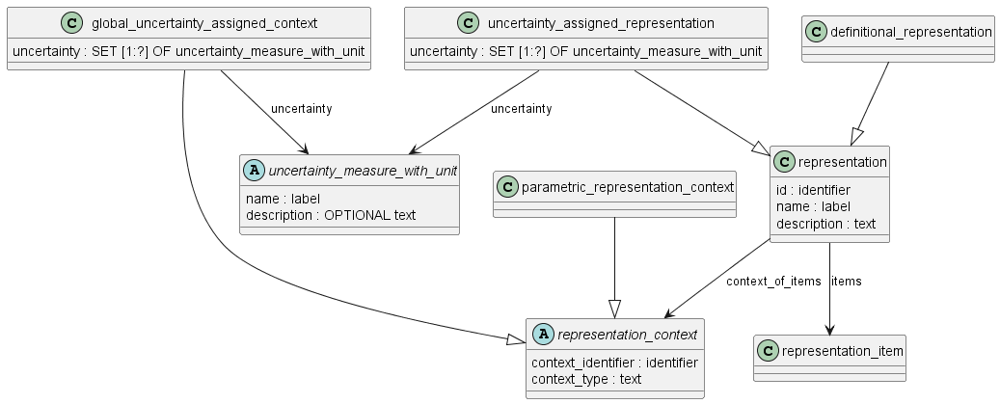 C global_uncertainty_assigned_context
uncertainty : SET [1:?] OF uncertainty_measure_with_unit
C uncertainty_assigned_representation
uncertainty : SET [1:?] OF uncertainty_measure_with_unit
C definitional_representation
uncertainty
uncertainty
A uncertainty_measure_with_unit
name : label
description : OPTIONAL text
C parametric_representation_context
C representation
id : identifier
name : label
description : text
context_of_items
items
A representation_context
context_identifier : identifier
context_type : text
C representation_item